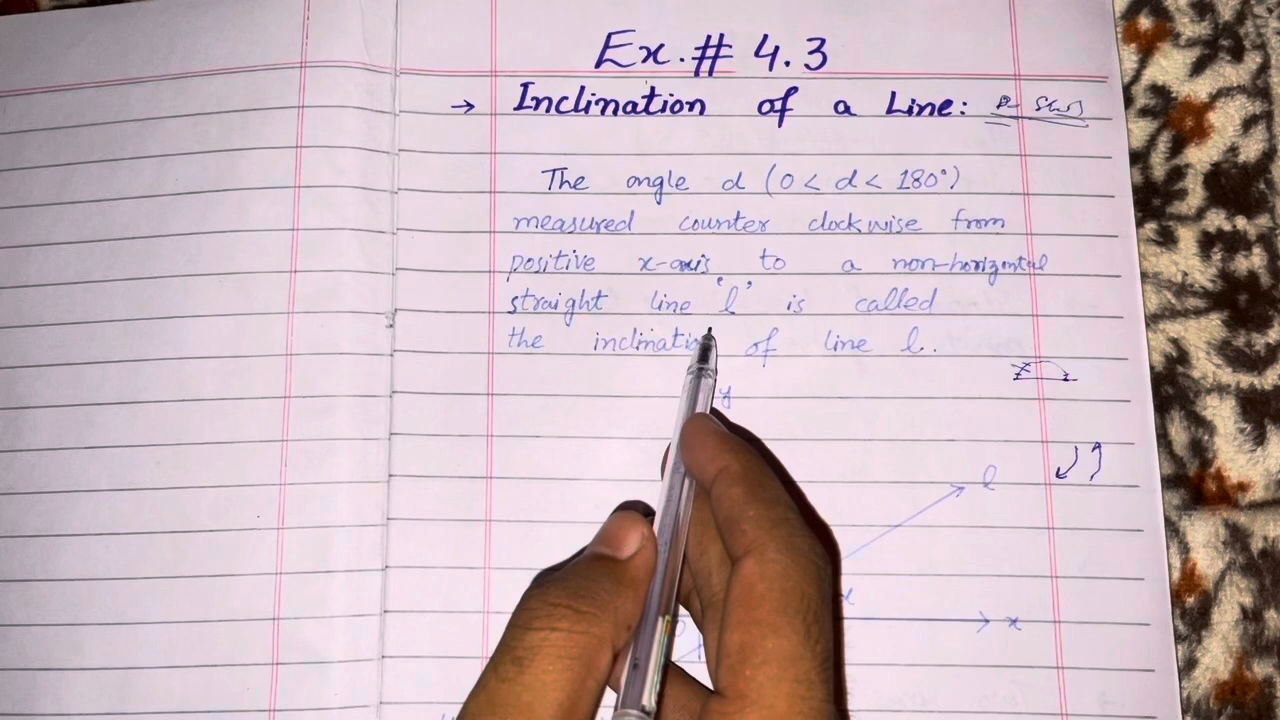 Ex.# 4.3
→ Inclination of a Line:
The angle α (0 < α < 180°)
measured counter clockwise from
positive x-axis to a non-horizontal
straight line 'l' is called
the inclination of line l.
y
l
x